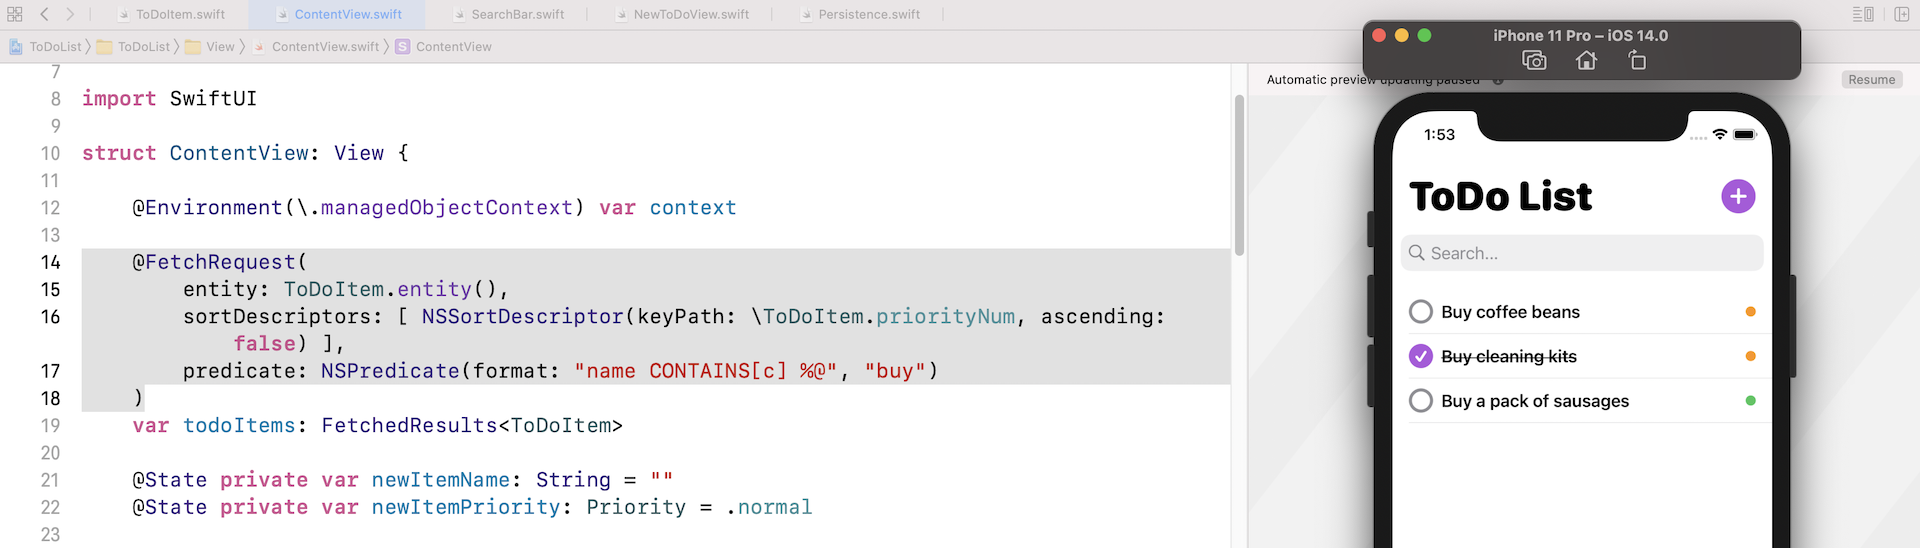 ToDoItem.swift
ContentView.swift
SearchBar.swift
NewToDoView.swift
Persistence.swift
ToDoList
ToDoList
View
ContentView.swift
S
ContentView
7
8 import SwiftUI
9
10 struct ContentView: View {
11
12 @Environment(\.managedObjectContext) var context
13
14 @FetchRequest(
15 entity: ToDoItem.entity(),
16 sortDescriptors: [ NSSortDescriptor(keyPath: \ToDoItem.priorityNum, ascending:
false) ],
17 predicate: NSPredicate(format: "name CONTAINS[c] %@", "buy")
18 )
19 var todoItems: FetchedResults<ToDoItem>
20
21 @State private var newItemName: String = ""
22 @State private var newItemPriority: Priority = .normal
23
iPhone 11 Pro – iOS 14.0
Automatic preview updating paused
Resume
1:53
ToDo List
Search...
Buy coffee beans
Buy cleaning kits
Buy a pack of sausages